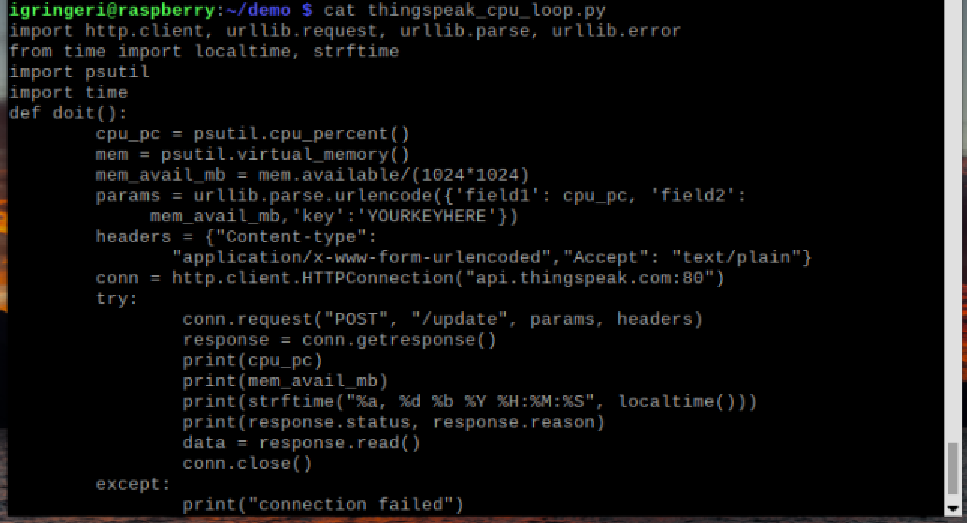 igringeri@raspberry:~/demo $ cat thingspeak_cpu_loop.py
import http.client, urllib.request, urllib.parse, urllib.error
from time import localtime, strftime
import psutil
import time
def doit():
        cpu_pc = psutil.cpu_percent()
        mem = psutil.virtual_memory()
        mem_avail_mb = mem.available/(1024*1024)
        params = urllib.parse.urlencode({'field1': cpu_pc, 'field2':
             mem_avail_mb,'key':'YOURKEYHERE'})
        headers = {"Content-type":
               "application/x-www-form-urlencoded","Accept": "text/plain"}
        conn = http.client.HTTPConnection("api.thingspeak.com:80")
        try:
                conn.request("POST", "/update", params, headers)
                response = conn.getresponse()
                print(cpu_pc)
                print(mem_avail_mb)
                print(strftime("%a, %d %b %Y %H:%M:%S", localtime()))
                print(response.status, response.reason)
                data = response.read()
                conn.close()
        except:
                print("connection failed")